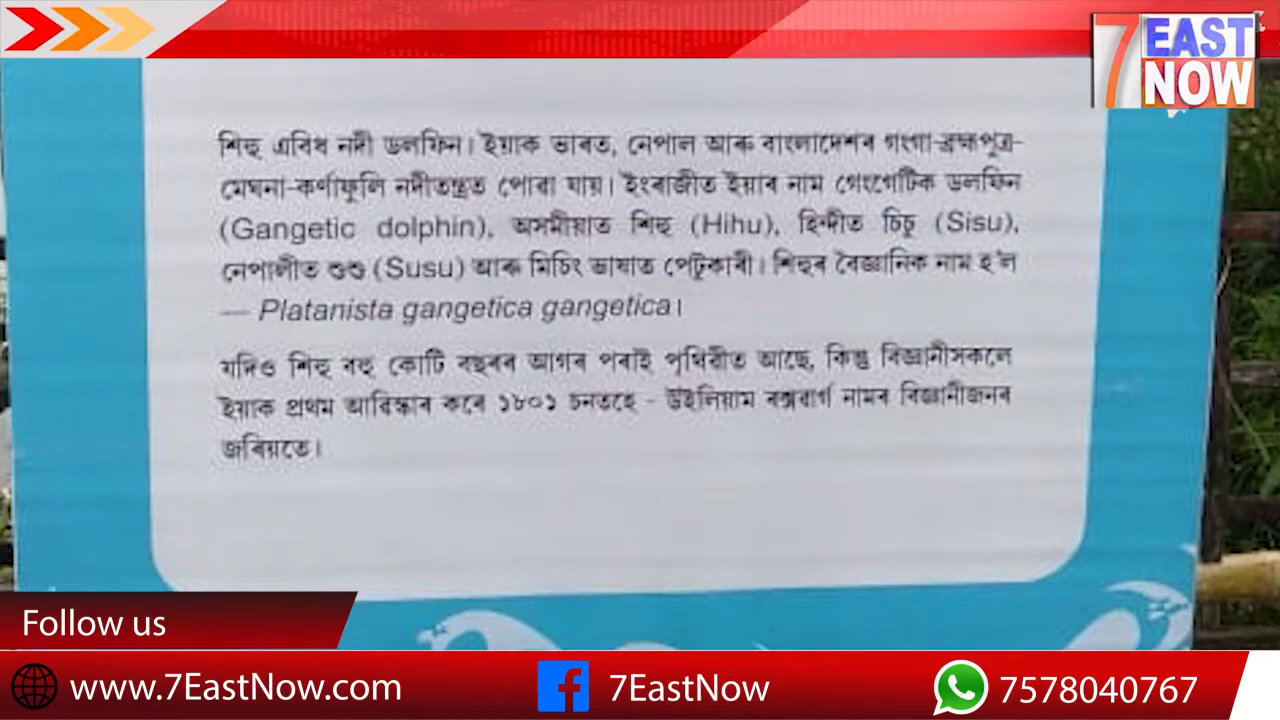 7 EAST
NOW
শিহু এবিধ নদী ডলফিন। ইয়াক ভাৰত, নেপাল আৰু বাংলাদেশৰ গংগা-ব্ৰহ্মপুত্ৰ-
মেঘনা-কৰ্ণফুলি নদীতন্ত্ৰত পোৱা যায়। ইংৰাজীত ইয়াৰ নাম গেংগেটিক ডলফিন
(Gangetic dolphin), অসমীয়াত শিহু (Hihu), হিন্দীত চিচু (Sisu),
নেপালীত শুশু (Susu) আৰু মিচিং ভাষাত পেটুকাৰী। শিহুৰ বৈজ্ঞানিক নাম হ'ল
— Platanista gangetica gangetica।
যদিও শিহু বহু কোটি বছৰৰ আগৰ পৰাই পৃথিৱীত আছে, কিন্তু বিজ্ঞানীসকলে
ইয়াক প্ৰথম আৱিস্কাৰ কৰে ১৮০১ চনতহে - উইলিয়াম ৰক্সবাৰ্গ নামৰ বিজ্ঞানীজনৰ
জৰিয়তে।
Follow us
www.7EastNow.com
7EastNow
7578040767